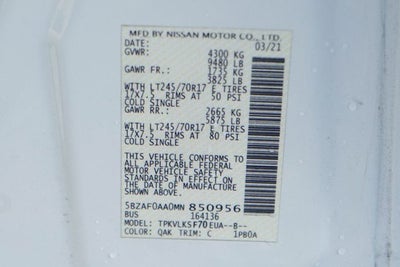 MFD BY NISSAN MOTOR CO., LTD.
DATE: 03/21
GVWR: 4300 KG
9480 LB
GAWR FR.: 1735 KG
3825 LB
WITH LT245/70R17 E TIRES
17X7.5 RIMS AT 50 PSI
COLD SINGLE
GAWR RR.: 2665 KG
5875 LB
WITH LT245/70R17 E TIRES
17X7.5 RIMS AT 80 PSI
COLD SINGLE
THIS VEHICLE CONFORMS TO ALL
APPLICABLE FEDERAL
MOTOR VEHICLE SAFETY
STANDARDS IN EFFECT ON
THE DATE OF MANUFACTURE
SHOWN ABOVE.
5BZAF0AA0MN 850956
BUS 164136
MODEL: TPKVLKSF70EUA--B--
COLOR: QAK TRIM: C 1PB0A